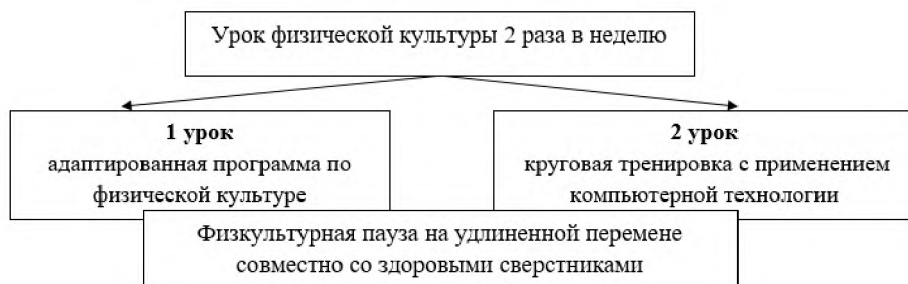 Урок физической культуры 2 раза в неделю
1 урок
адаптированная программа по
физической культуре
2 урок
круговая тренировка с применением
компьютерной технологии
Физкультурная пауза на удлиненной перемене
совместно со здоровыми сверстниками